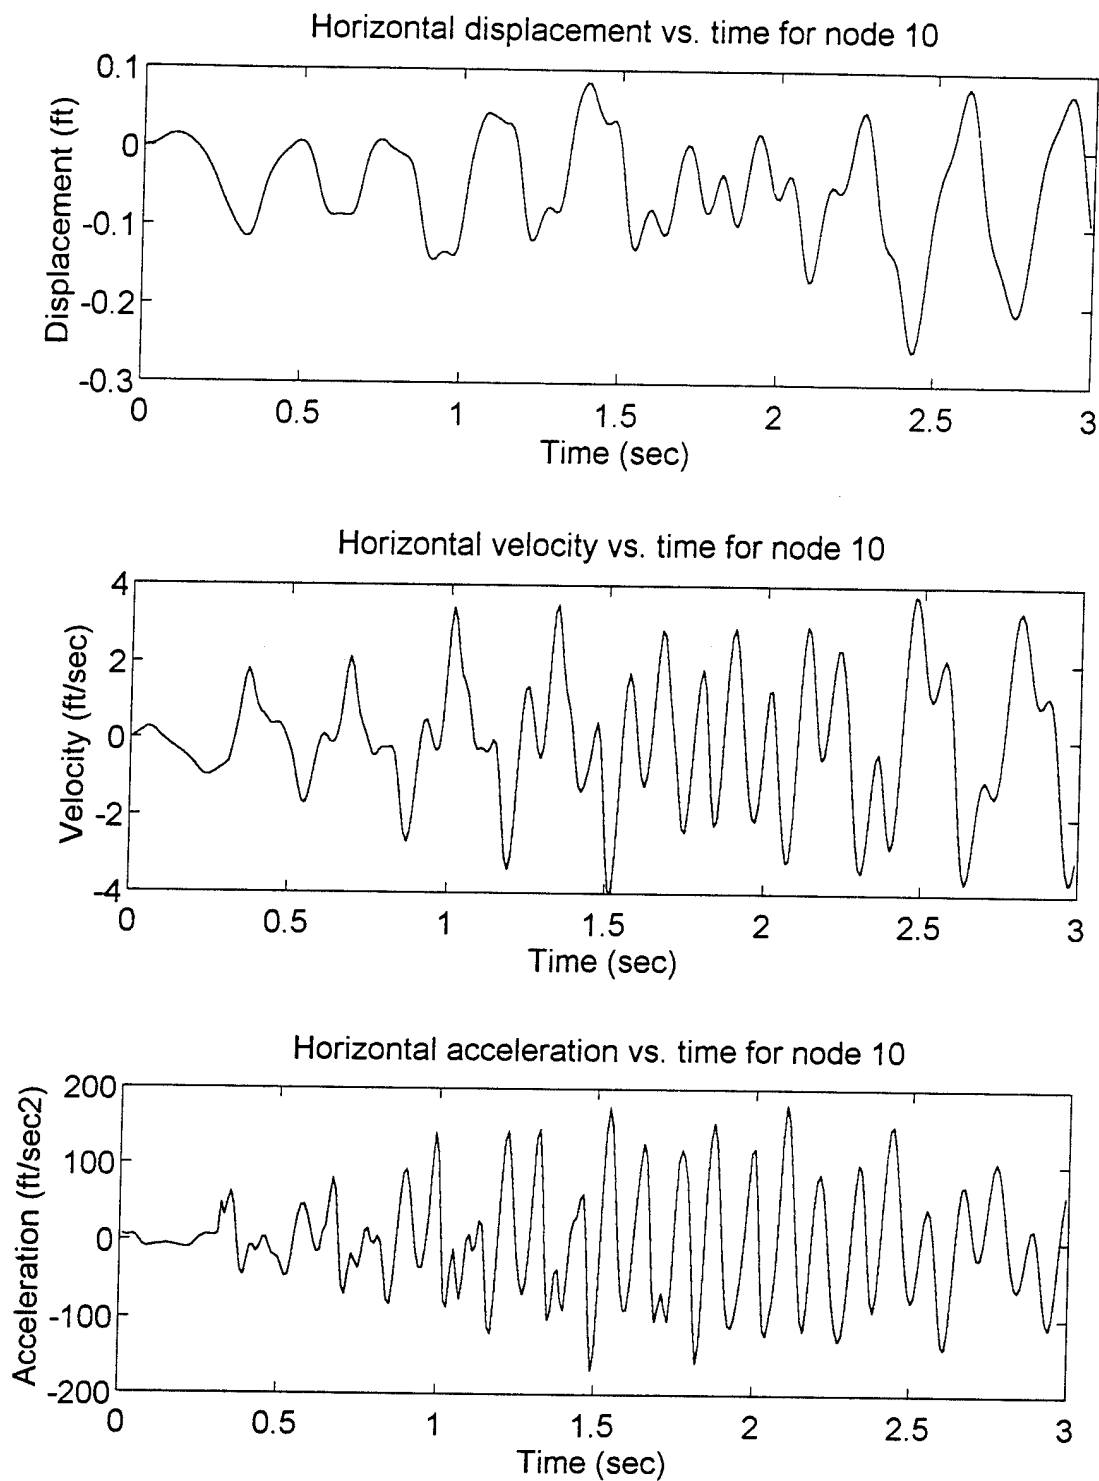 Horizontal displacement vs. time for node 10
0.1
0
-0.1
-0.2
-0.3
Displacement (ft)
0 0.5 1 1.5 2 2.5 3
Time (sec)
Horizontal velocity vs. time for node 10
4
2
0
-2
-4
Velocity (ft/sec)
0 0.5 1 1.5 2 2.5 3
Time (sec)
Horizontal acceleration vs. time for node 10
200
100
0
-100
-200
Acceleration (ft/sec2)
0 0.5 1 1.5 2 2.5 3
Time (sec)